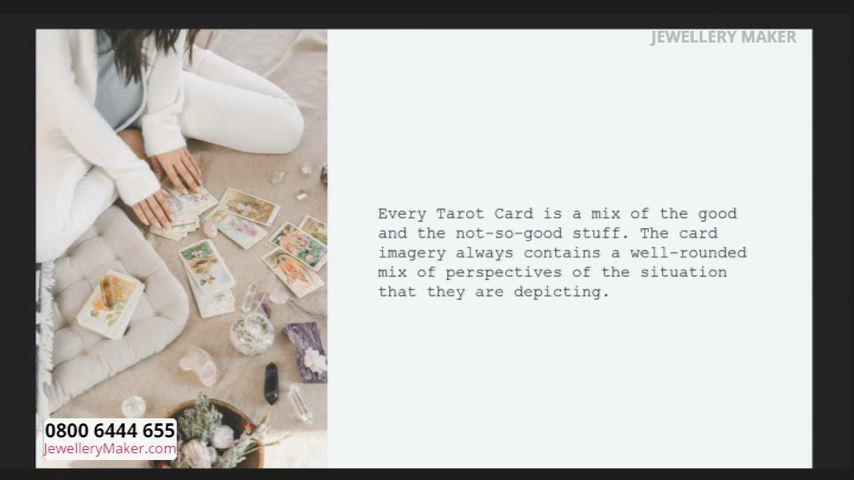 JEWELLERY MAKER
Every Tarot Card is a mix of the good
and the not-so-good stuff. The card
imagery always contains a well-rounded
mix of perspectives of the situation
that they are depicting.
0800 6444 655
JewelleryMaker.com